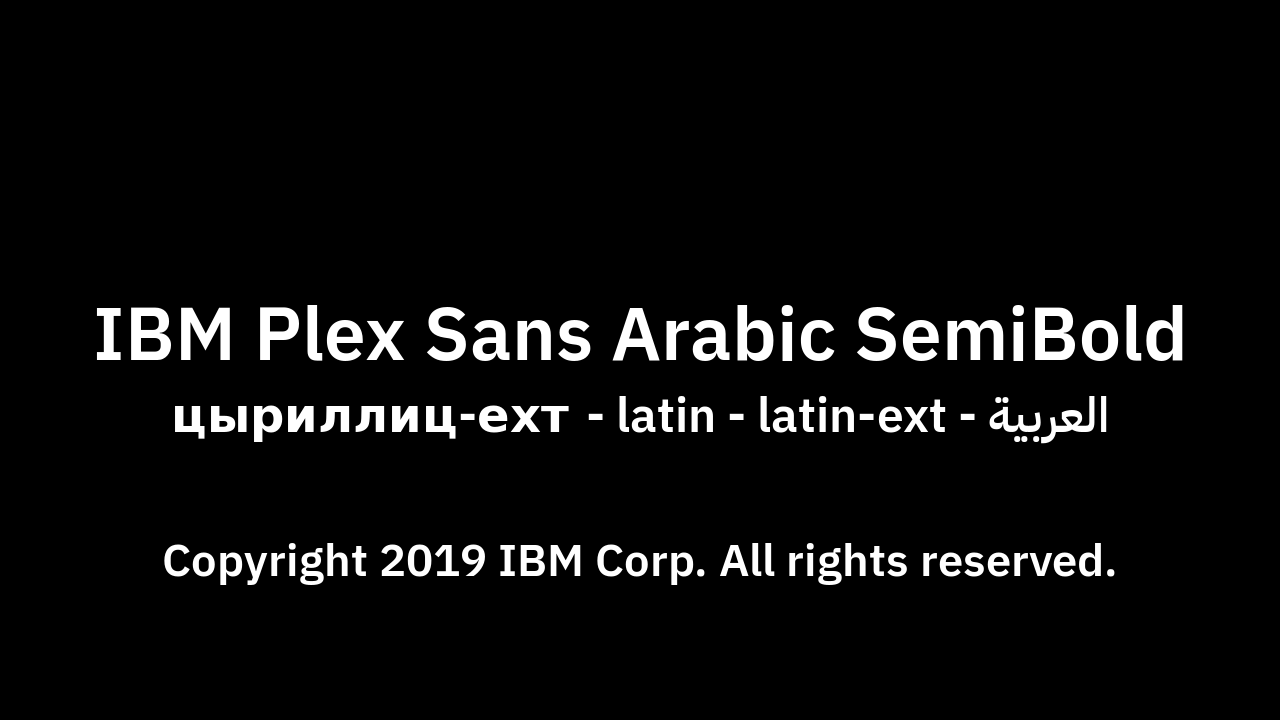 IBM Plex Sans Arabic SemiBold
цыриллиц-ехт - latin - latin-ext - العربية
Copyright 2019 IBM Corp. All rights reserved.